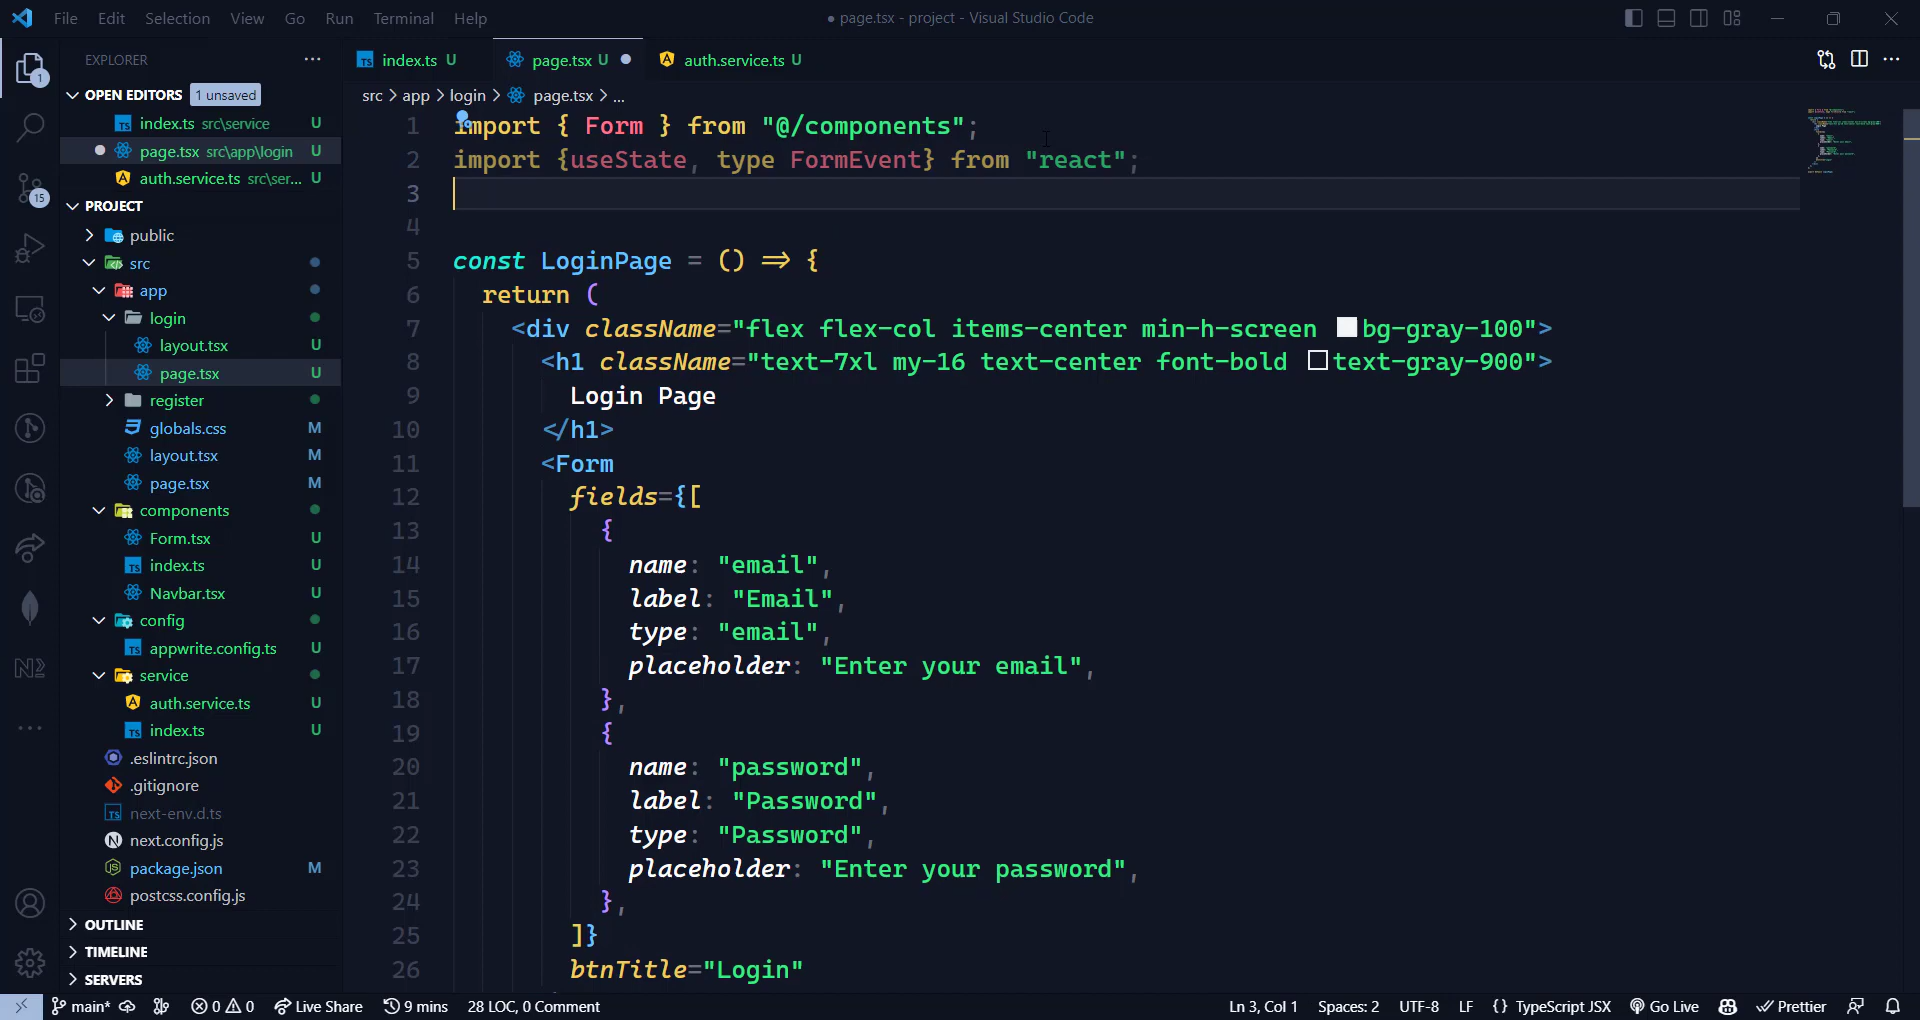 File Edit Selection View Go Run Terminal Help
● page.tsx - project - Visual Studio Code
EXPLORER
OPEN EDITORS 1 unsaved
index.ts src\service U
page.tsx src\app\login U
auth.service.ts src\ser... U
PROJECT
public
src
app
login
layout.tsx U
page.tsx U
register
globals.css M
layout.tsx M
page.tsx M
components
Form.tsx U
index.ts U
Navbar.tsx U
config
appwrite.config.ts U
service
auth.service.ts U
index.ts U
.eslintrc.json
.gitignore
next-env.d.ts
next.config.js
package.json M
postcss.config.js
OUTLINE
TIMELINE
SERVERS
1
15
index.ts U
page.tsx U
auth.service.ts U
src > app > login > page.tsx > ...
1 import { Form } from "@/components";
2 import {useState, type FormEvent} from "react";
3
4
5 const LoginPage = () => {
6 return (
7 <div className="flex flex-col items-center min-h-screen bg-gray-100">
8 <h1 className="text-7xl my-16 text-center font-bold text-gray-900">
9 Login Page
10 </h1>
11 <Form
12 fields={[
13 {
14 name: "email",
15 label: "Email",
16 type: "email",
17 placeholder: "Enter your email",
18 },
19 {
20 name: "password",
21 label: "Password",
22 type: "Password",
23 placeholder: "Enter your password",
24 },
25 ]}
26 btnTitle="Login"
main* 0 0 Live Share 9 mins 28 LOC, 0 Comment
Ln 3, Col 1 Spaces: 2 UTF-8 LF {} TypeScript JSX Go Live Prettier